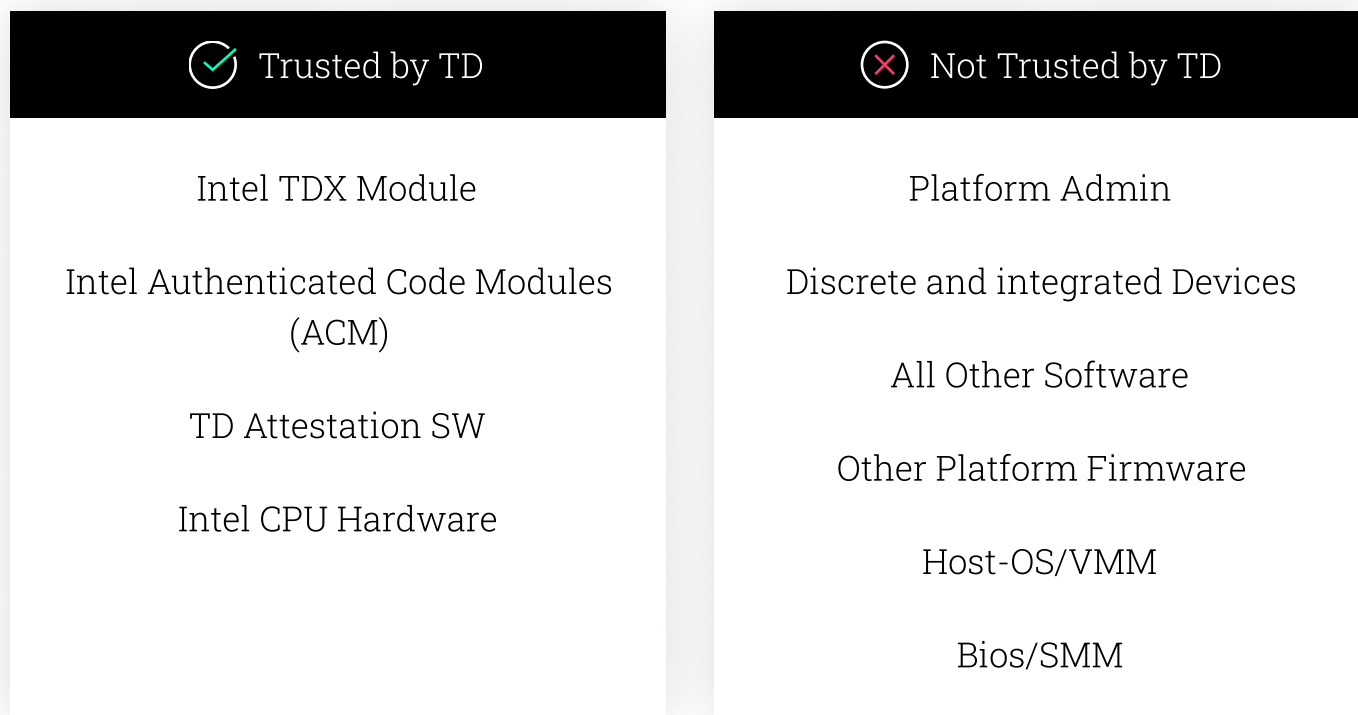 Trusted by TD
Intel TDX Module
Intel Authenticated Code Modules
(ACM)
TD Attestation SW
Intel CPU Hardware
Not Trusted by TD
Platform Admin
Discrete and integrated Devices
All Other Software
Other Platform Firmware
Host-OS/VMM
Bios/SMM